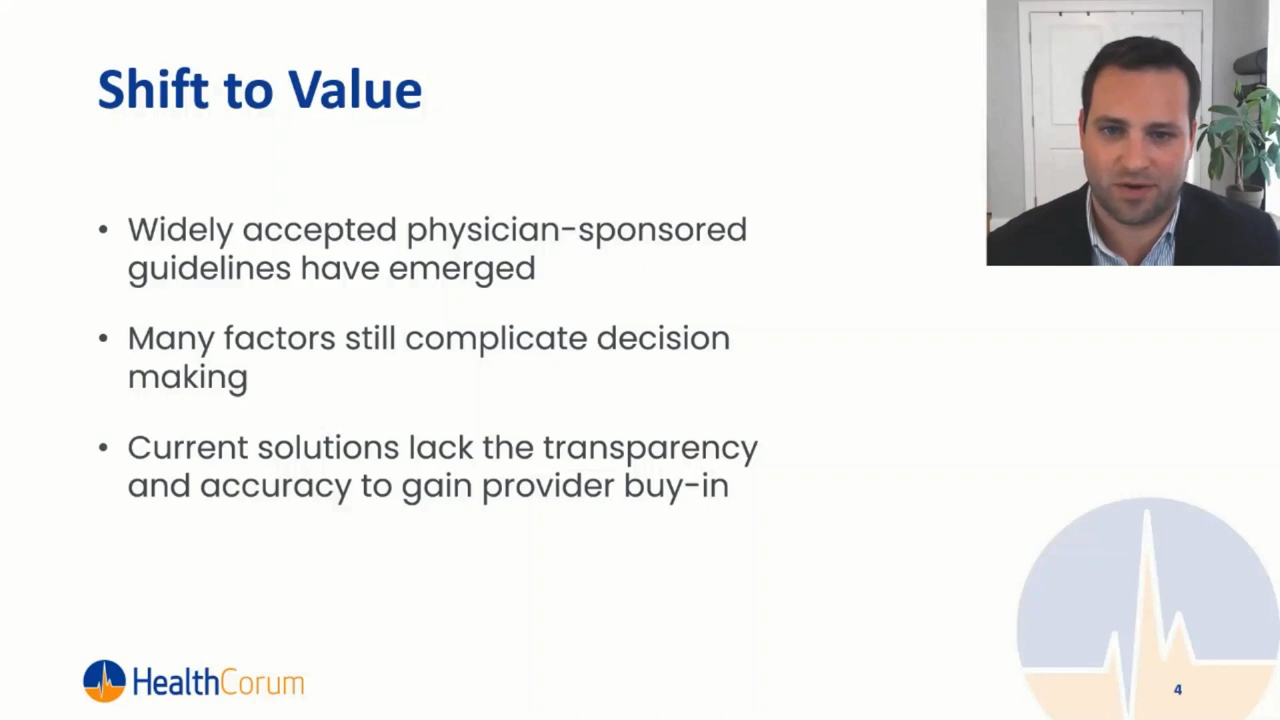 Shift to Value
• Widely accepted physician-sponsored
guidelines have emerged
• Many factors still complicate decision
making
• Current solutions lack the transparency
and accuracy to gain provider buy-in
HealthCorum
4